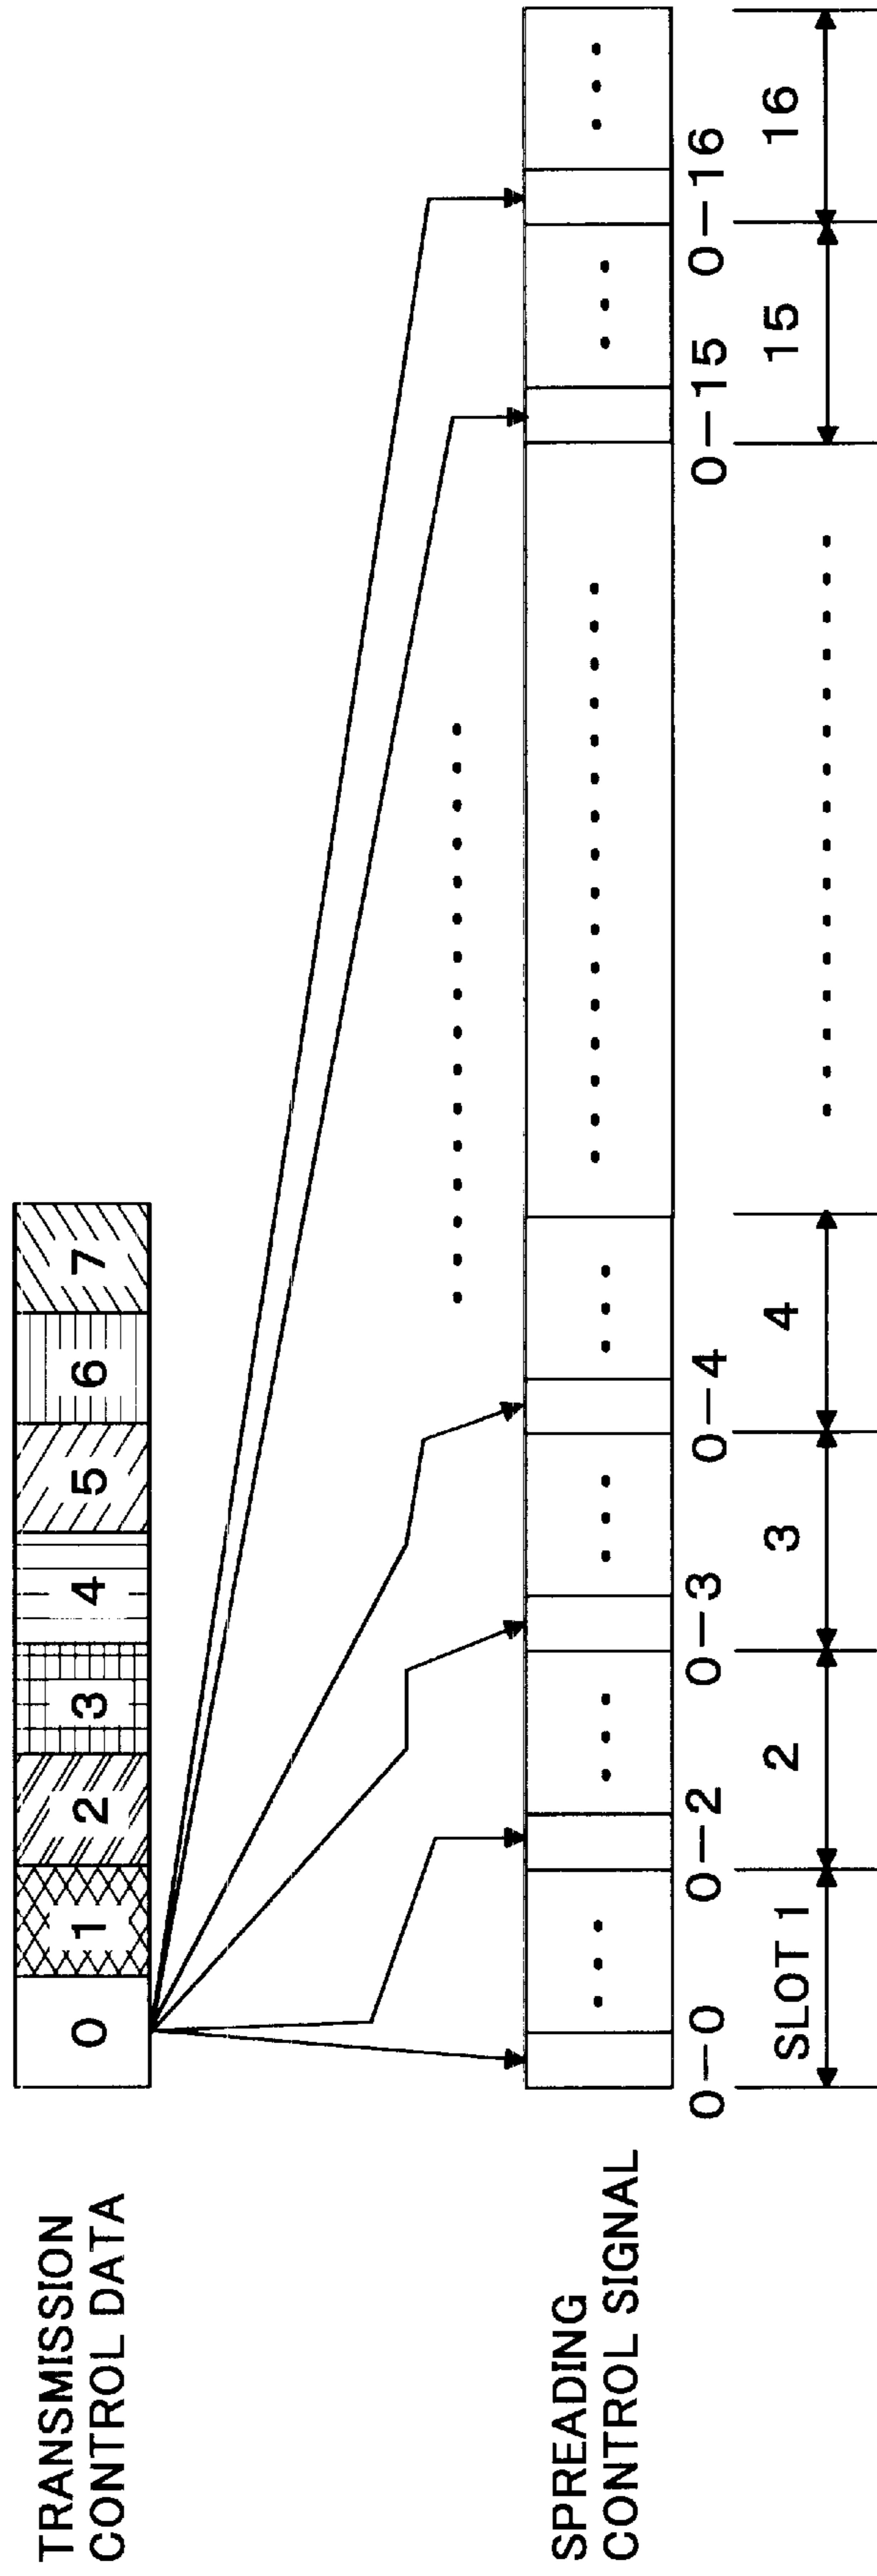 TRANSMISSION
CONTROL DATA
0 1 2 3 4 5 6 7
SPREADING
CONTROL SIGNAL
0-0 0-2 0-3 0-4 0-15 0-16
SLOT 1 2 3 4 15 16